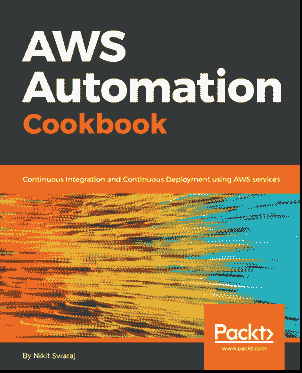 AWS
Automation
Cookbook
Continuous Integration and Continuous Deployment using AWS services
Packt>
www.packt.com
By Nikit Swaraj